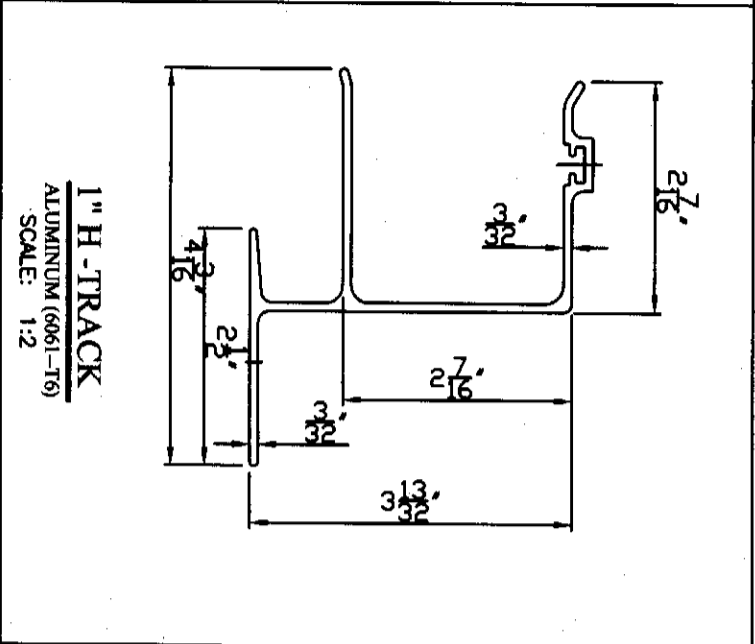 2 7/16"
3/32"
2 7/16"
3/32"
3 13/32"
2 1/2"
4 3/16"
1" H-TRACK
ALUMINUM (6061-T6)
SCALE: 1:2